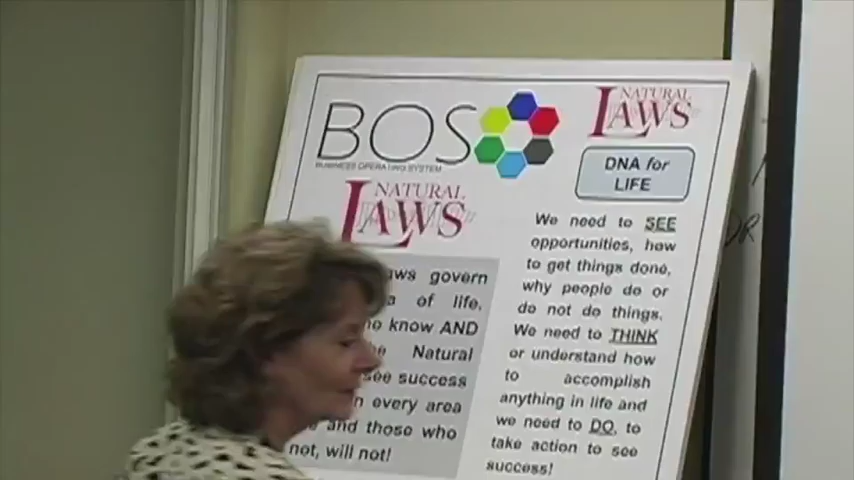 BOS
BUSINESS OPERATING SYSTEM
NATURAL
LAWS
NATURAL
LAWS
aws govern
a of life,
o know AND
e Natural
see success
n every area
and those who
not, will not!
DNA for
LIFE
We need to SEE
opportunities, how
to get things done,
why people do or
do not do things.
We need to THINK
or understand how
to accomplish
anything in life and
we need to DO, to
take action to see
success!
DR